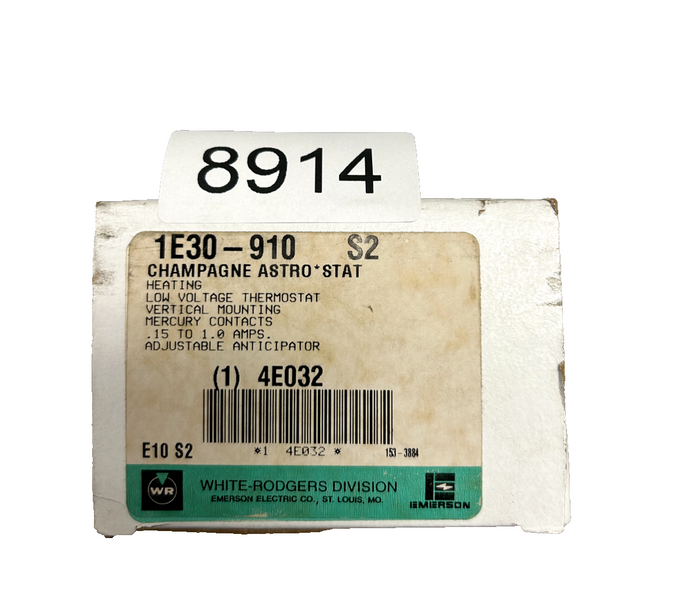 8914
1E30-910 S2
CHAMPAGNE ASTRO*STAT
HEATING
LOW VOLTAGE THERMOSTAT
VERTICAL MOUNTING
MERCURY CONTACTS
.15 TO 1.0 AMPS.
ADJUSTABLE ANTICIPATOR
(1) 4E032
*1 4E032 * 153-3884
E10 S2
WR WHITE-RODGERS DIVISION
EMERSON ELECTRIC CO., ST. LOUIS, MO.
EMERSON